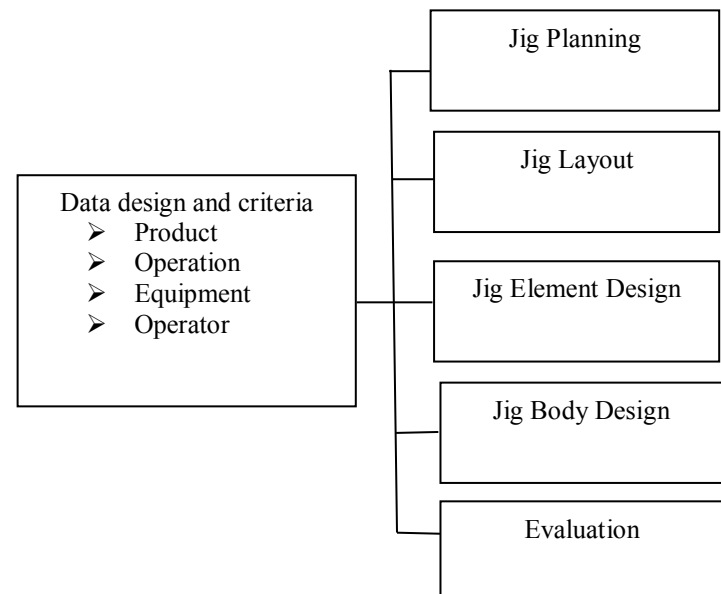 Data design and criteria
➢ Product
➢ Operation
➢ Equipment
➢ Operator
Jig Planning
Jig Layout
Jig Element Design
Jig Body Design
Evaluation